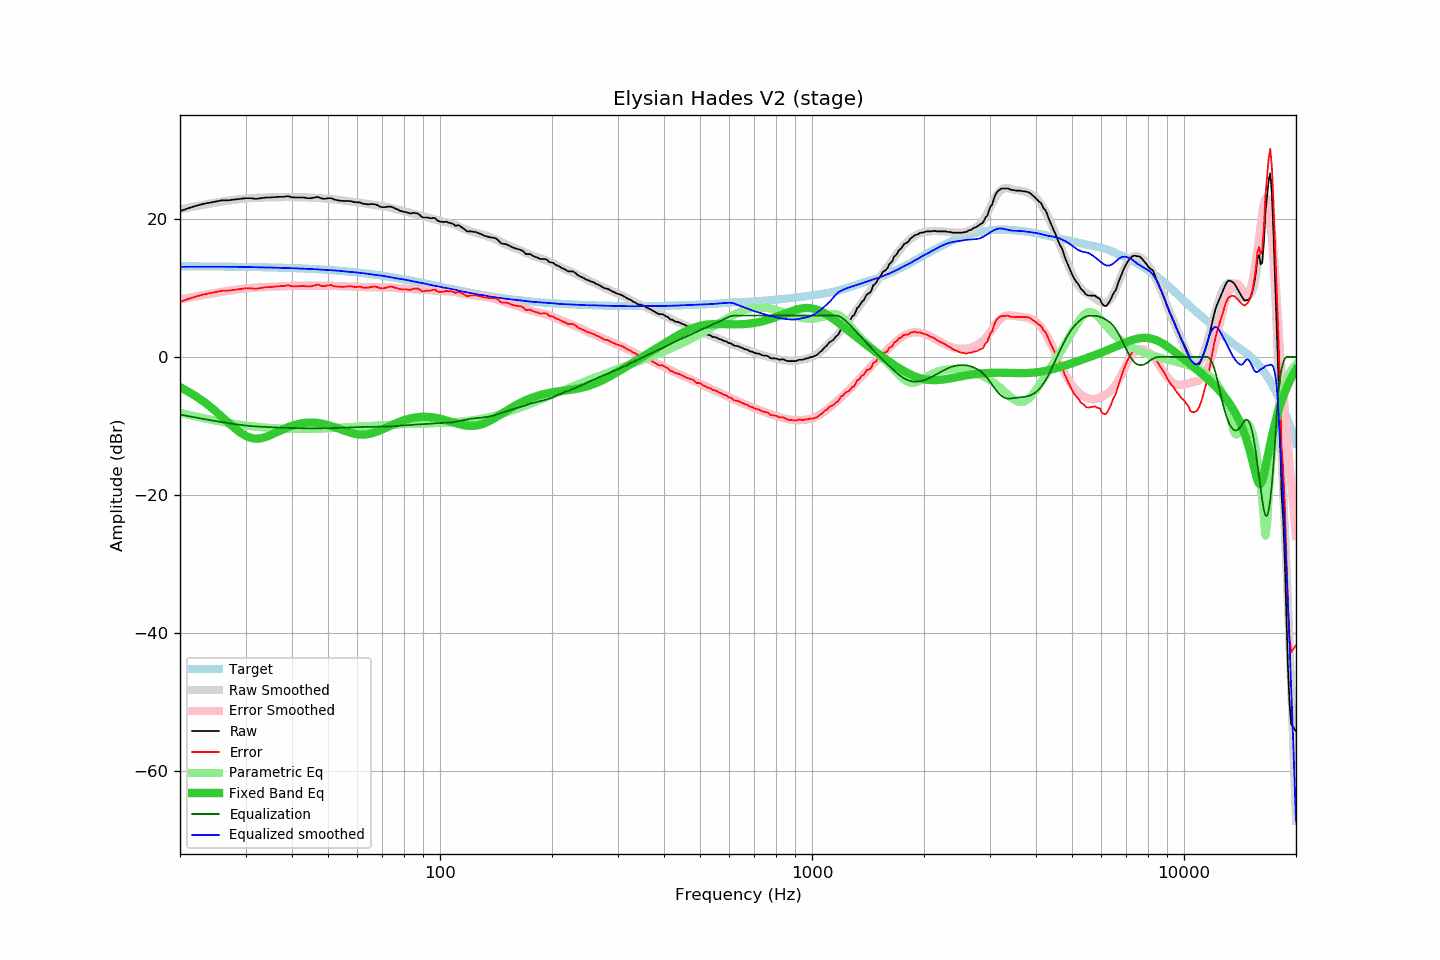 Elysian Hades V2 (stage)
20
0
−20
−40
−60
Amplitude (dBr)
Target
Raw Smoothed
Error Smoothed
Raw
Error
Parametric Eq
Fixed Band Eq
Equalization
Equalized smoothed
100
1000
10000
Frequency (Hz)